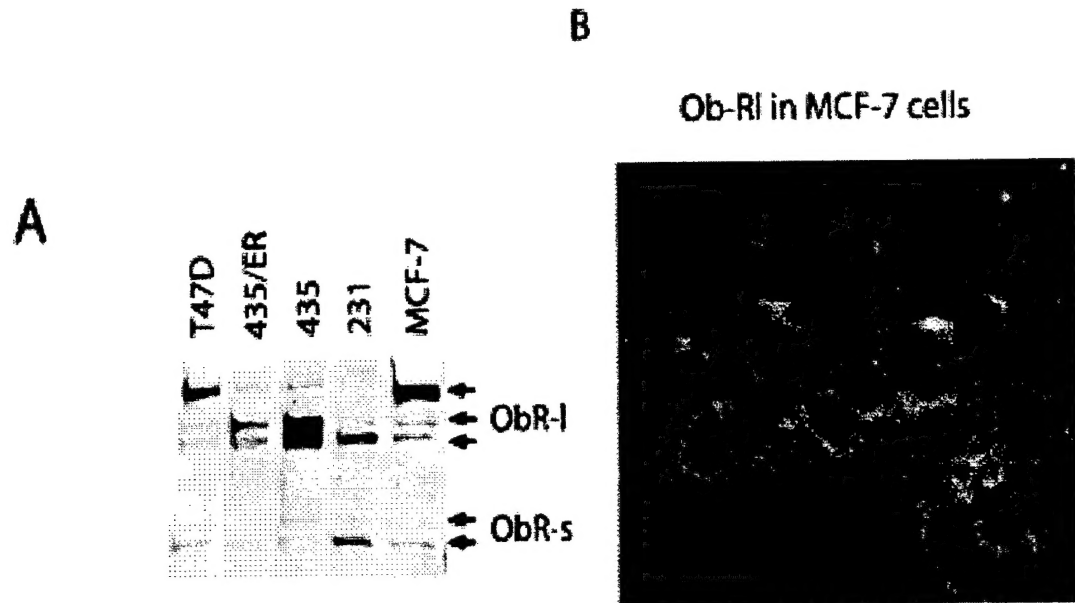 A
T47D
435/ER
435
231
MCF-7
ObR-l
ObR-s
B
Ob-Rl in MCF-7 cells